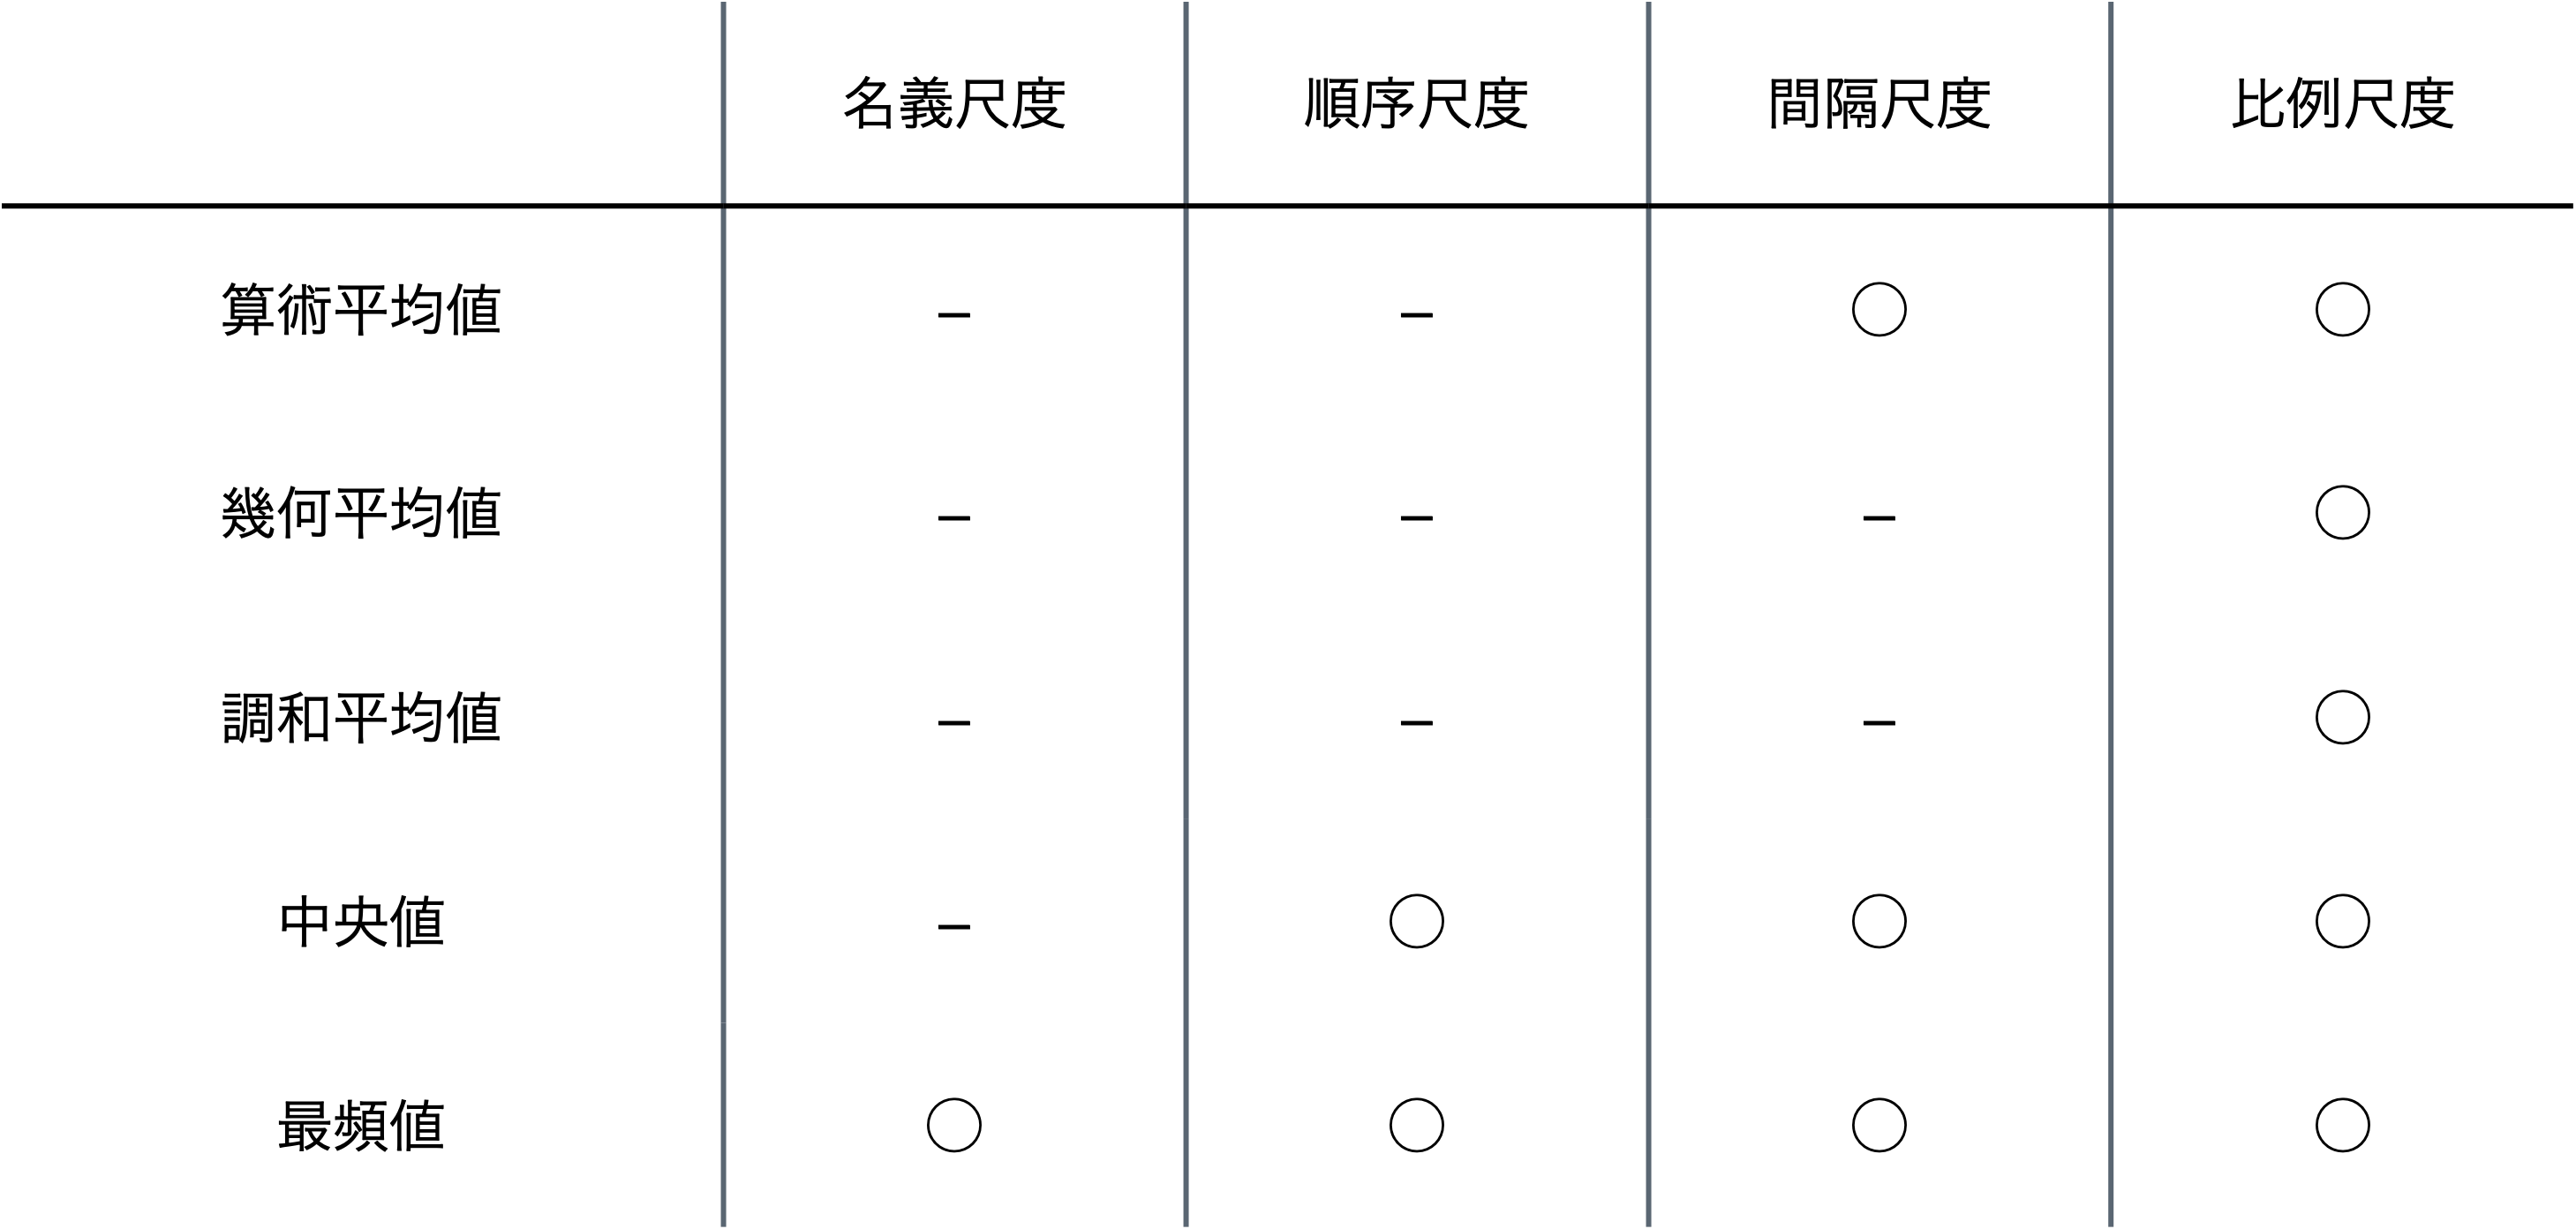 名義尺度 順序尺度 間隔尺度 比例尺度
算術平均値 – – ○ ○
幾何平均値 – – – ○
調和平均値 – – – ○
中央値 – ○ ○ ○
最頻値 ○ ○ ○ ○